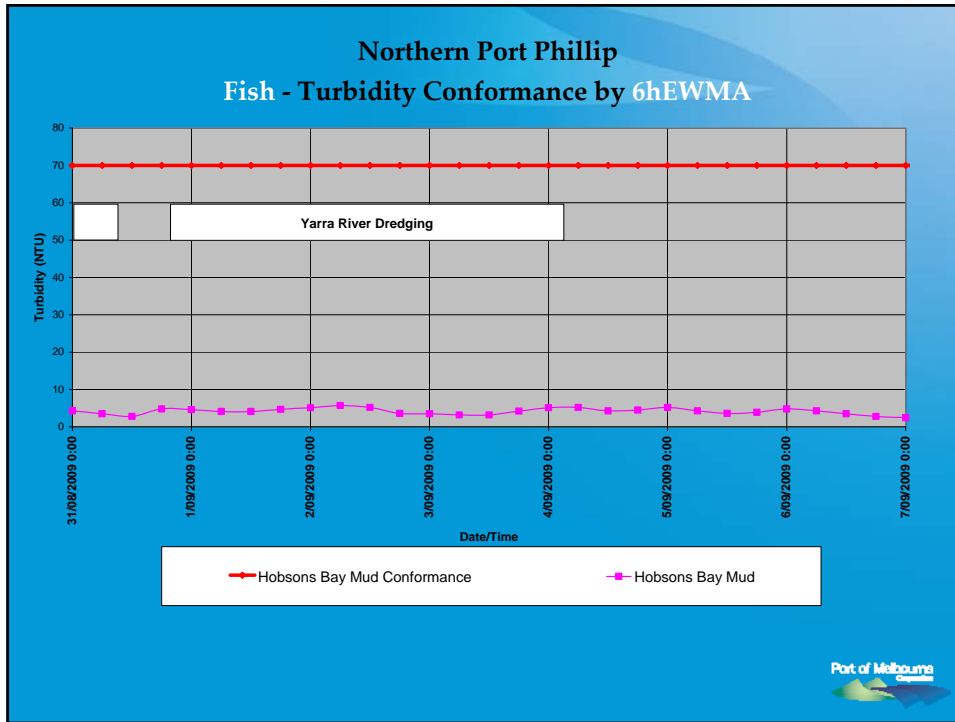 Northern Port Phillip
Fish - Turbidity Conformance by 6hEWMA
80
70
60
50
40
30
20
10
0
Turbidity (NTU)
Yarra River Dredging
31/08/2009 0:00
1/09/2009 0:00
2/09/2009 0:00
3/09/2009 0:00
4/09/2009 0:00
5/09/2009 0:00
6/09/2009 0:00
7/09/2009 0:00
Date/Time
Hobsons Bay Mud Conformance
Hobsons Bay Mud
Port of Melbourne
Corporation